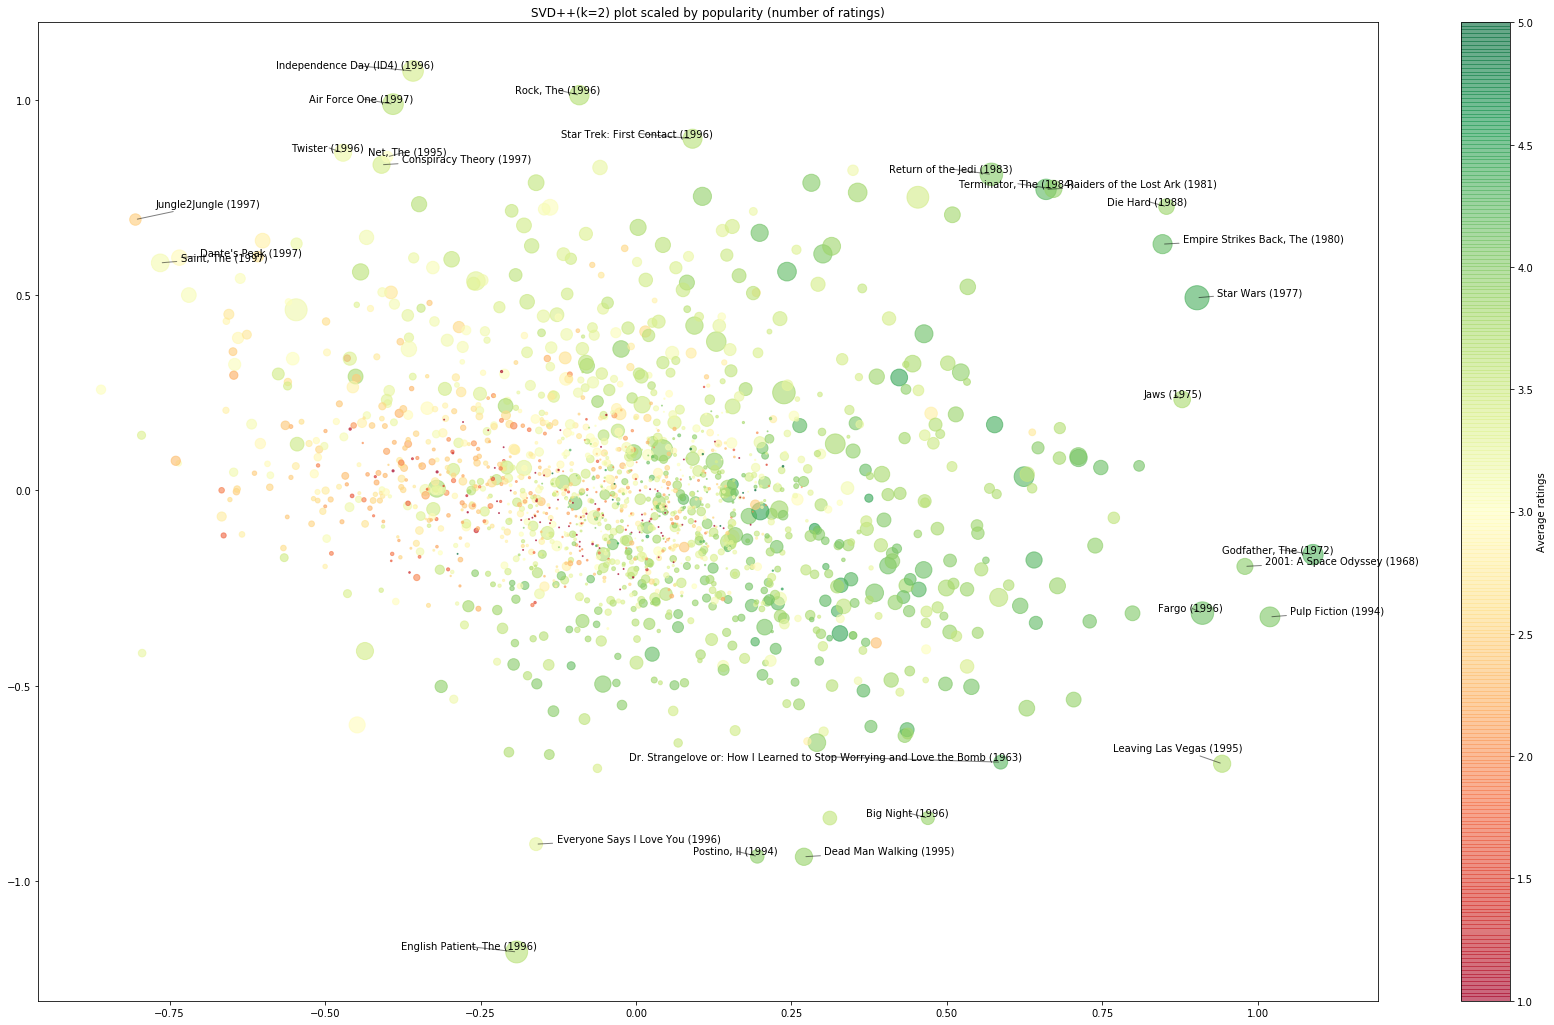 SVD++(k=2) plot scaled by popularity (number of ratings)
Independence Day (ID4) (1996)
Rock, The (1996)
Air Force One (1997)
Star Trek: First Contact (1996)
Twister (1996)
Net, The (1995)
Conspiracy Theory (1997)
Return of the Jedi (1983)
Terminator, The (1984)
Raiders of the Lost Ark (1981)
Die Hard (1988)
Jungle2Jungle (1997)
Empire Strikes Back, The (1980)
Dante's Peak (1997)
Saint, The (1997)
Star Wars (1977)
Jaws (1975)
Godfather, The (1972)
2001: A Space Odyssey (1968)
Fargo (1996)
Pulp Fiction (1994)
Leaving Las Vegas (1995)
Dr. Strangelove or: How I Learned to Stop Worrying and Love the Bomb (1963)
Big Night (1996)
Everyone Says I Love You (1996)
Postino, Il (1994)
Dead Man Walking (1995)
English Patient, The (1996)
1.0
0.5
0.0
−0.5
−1.0
−0.75
−0.50
−0.25
0.00
0.25
0.50
0.75
1.00
5.0
4.5
4.0
3.5
3.0
2.5
2.0
1.5
1.0
Average ratings